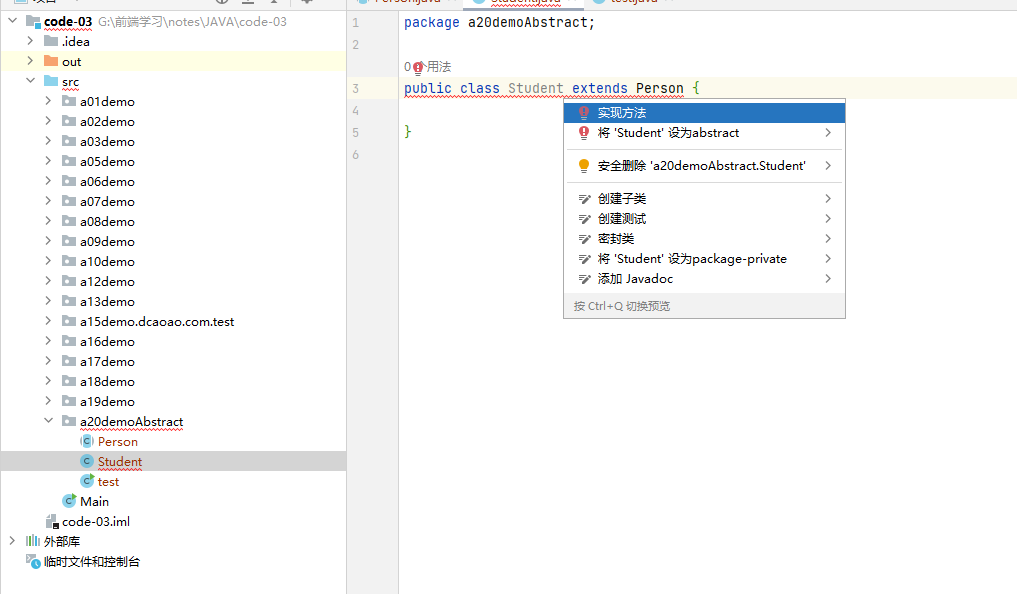 code-03 G:\前端学习\notes\JAVA\code-03
.idea
out
src
a01demo
a02demo
a03demo
a05demo
a06demo
a07demo
a08demo
a09demo
a10demo
a12demo
a13demo
a15demo.dcaoao.com.test
a16demo
a17demo
a18demo
a19demo
a20demoAbstract
Person
Student
test
Main
code-03.iml
外部库
临时文件和控制台
1 package a20demoAbstract;
2
0个用法
3 public class Student extends Person {
4
5 }
6
实现方法
将 'Student' 设为abstract
安全删除 'a20demoAbstract.Student'
创建子类
创建测试
密封类
将 'Student' 设为package-private
添加 Javadoc
按 Ctrl+Q 切换预览